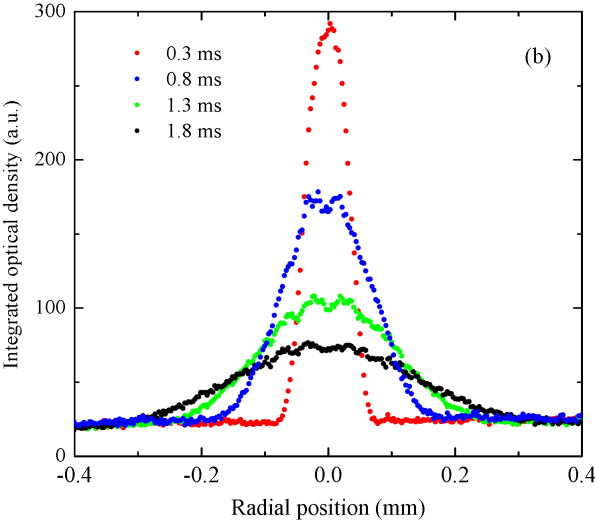 300
(b)
0.3 ms
0.8 ms
1.3 ms
1.8 ms
200
100
0
Integrated optical density (a.u.)
-0.4 -0.2 0.0 0.2 0.4
Radial position (mm)